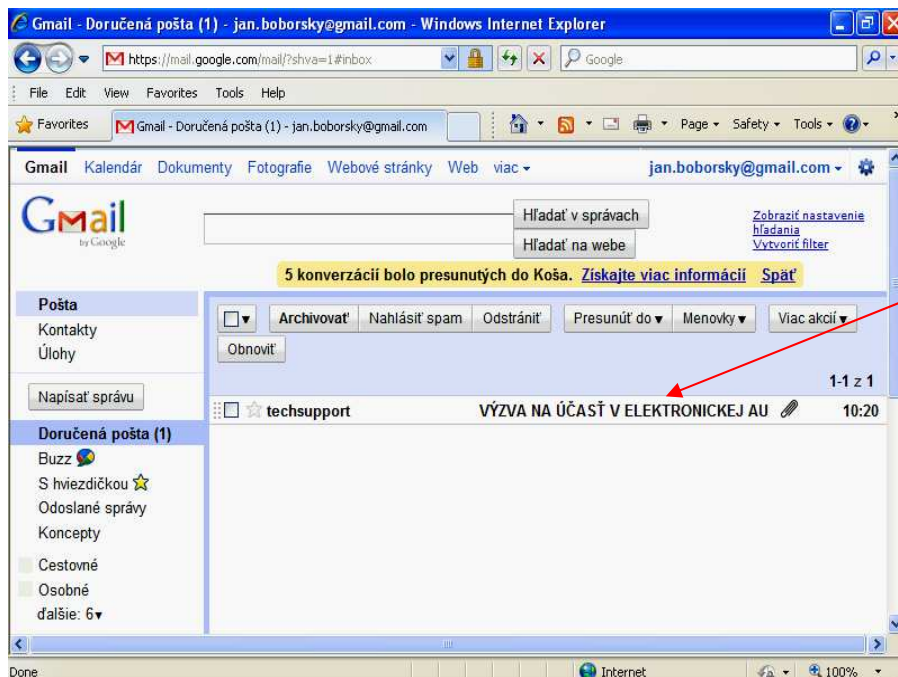 Gmail - Doručená pošta (1) - jan.boborsky@gmail.com - Windows Internet Explorer
https://mail.google.com/mail/?shva=1#inbox
Google
File Edit View Favorites Tools Help
Favorites Gmail - Doručená pošta (1) - jan.boborsky@gmail.com Page Safety Tools
Gmail Kalendár Dokumenty Fotografie Webové stránky Web viac jan.boborsky@gmail.com
Gmail
by Google
Hľadať v správach
Hľadať na webe
Zobraziť nastavenie
hľadania
Vytvoriť filter
5 konverzácií bolo presunutých do Koša. Získajte viac informácií Späť
Pošta
Kontakty
Úlohy
Napísať správu
Doručená pošta (1)
Buzz
S hviezdičkou
Odoslané správy
Koncepty
Cestovné
Osobné
ďalšie: 6
Archivovať Nahlásiť spam Odstrániť Presunúť do Menovky Viac akcií
Obnoviť
1-1 z 1
techsupport VÝZVA NA ÚČASŤ V ELEKTRONICKEJ AU 10:20
Done Internet 100%